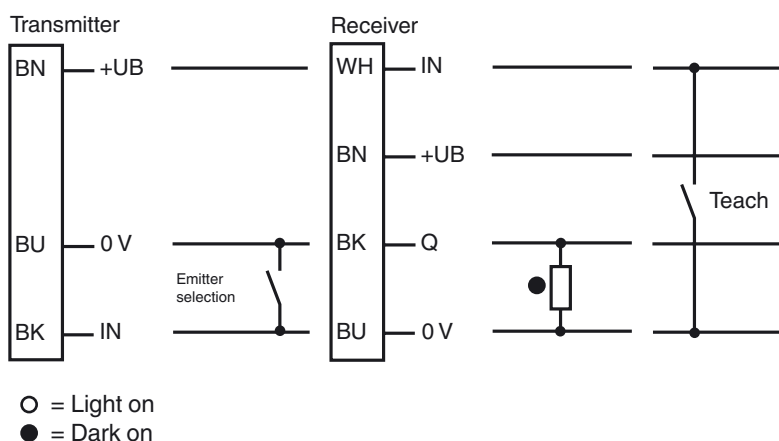 Transmitter
BN +UB
BU 0 V
Emitter
selection
BK IN
Receiver
WH IN
BN +UB
BK Q
BU 0 V
Teach
= Light on
= Dark on